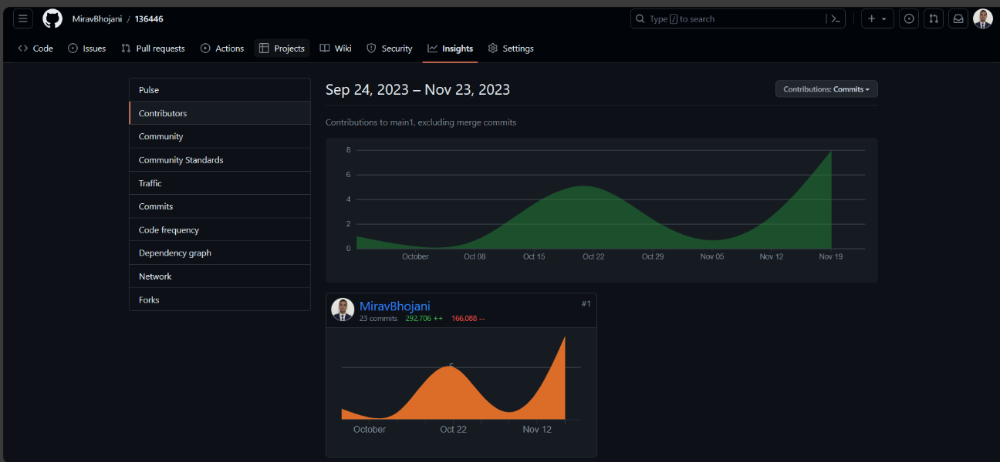 MiravBhojani / 136446
Type / to search
Code Issues Pull requests Actions Projects Wiki Security Insights Settings
Pulse
Contributors
Community
Community Standards
Traffic
Commits
Code frequency
Dependency graph
Network
Forks
Sep 24, 2023 – Nov 23, 2023
Contributions: Commits
Contributions to main1, excluding merge commits
8
6
4
2
0
October Oct 08 Oct 15 Oct 22 Oct 29 Nov 05 Nov 12 Nov 19
MiravBhojani #1
23 commits 292,706 ++ 166,088 --
5
October Oct 22 Nov 12